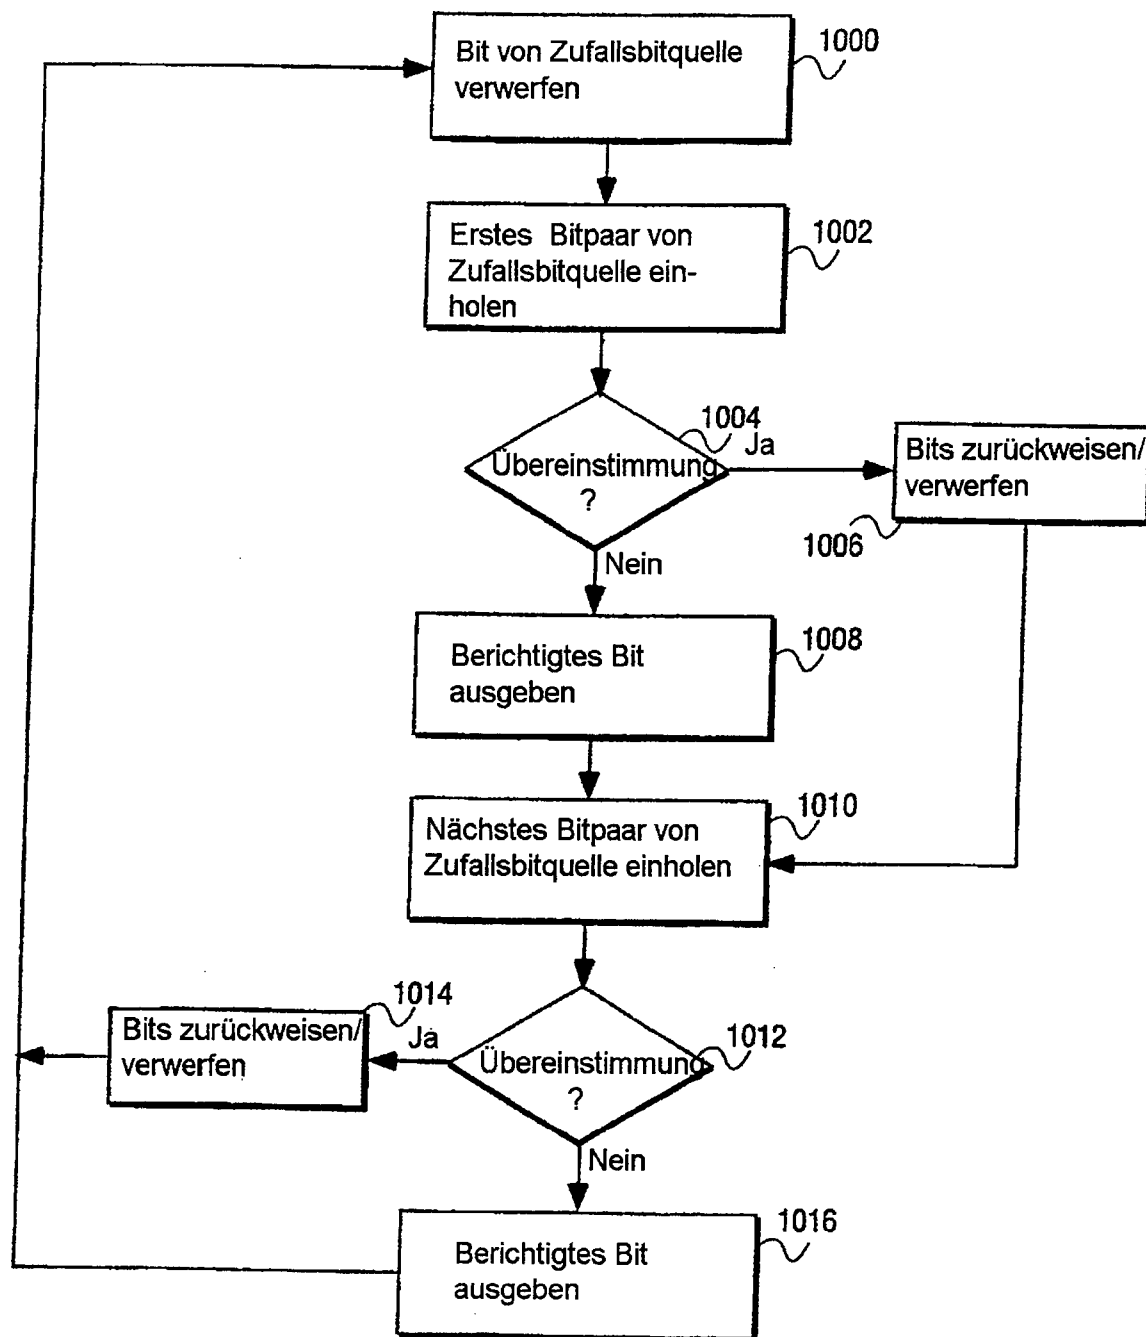 Bit von Zufallsbitquelle
verwerfen
1000
Erstes Bitpaar von
Zufallsbitquelle ein-
holen
1002
1004
Ja
Übereinstimmung
?
Nein
Bits zurückweisen/
verwerfen
1006
Berichtigtes Bit
ausgeben
1008
Nächstes Bitpaar von
Zufallsbitquelle einholen
1010
1014
Bits zurückweisen/
verwerfen
Ja
Übereinstimmung
?
1012
Nein
Berichtigtes Bit
ausgeben
1016